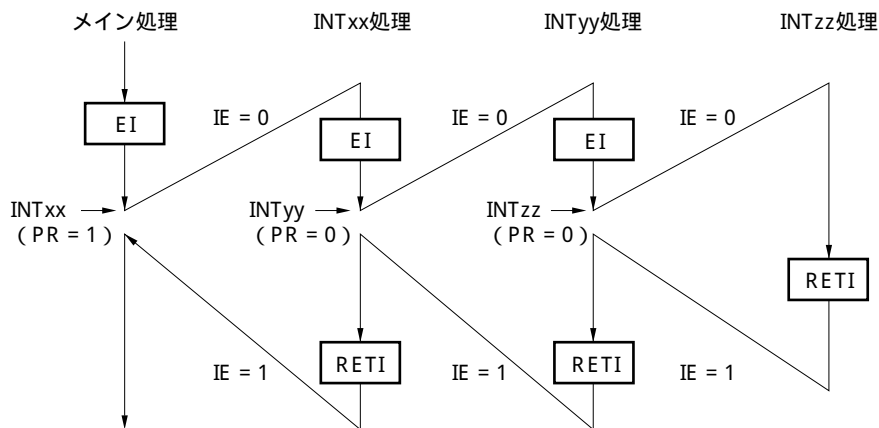 メイン処理 INTxx処理 INTyy処理 INTzz処理
IE = 0 IE = 0 IE = 0
EI EI EI
INTxx INTyy INTzz
(PR = 1) (PR = 0) (PR = 0)
RETI
RETI RETI
IE = 1 IE = 1 IE = 1